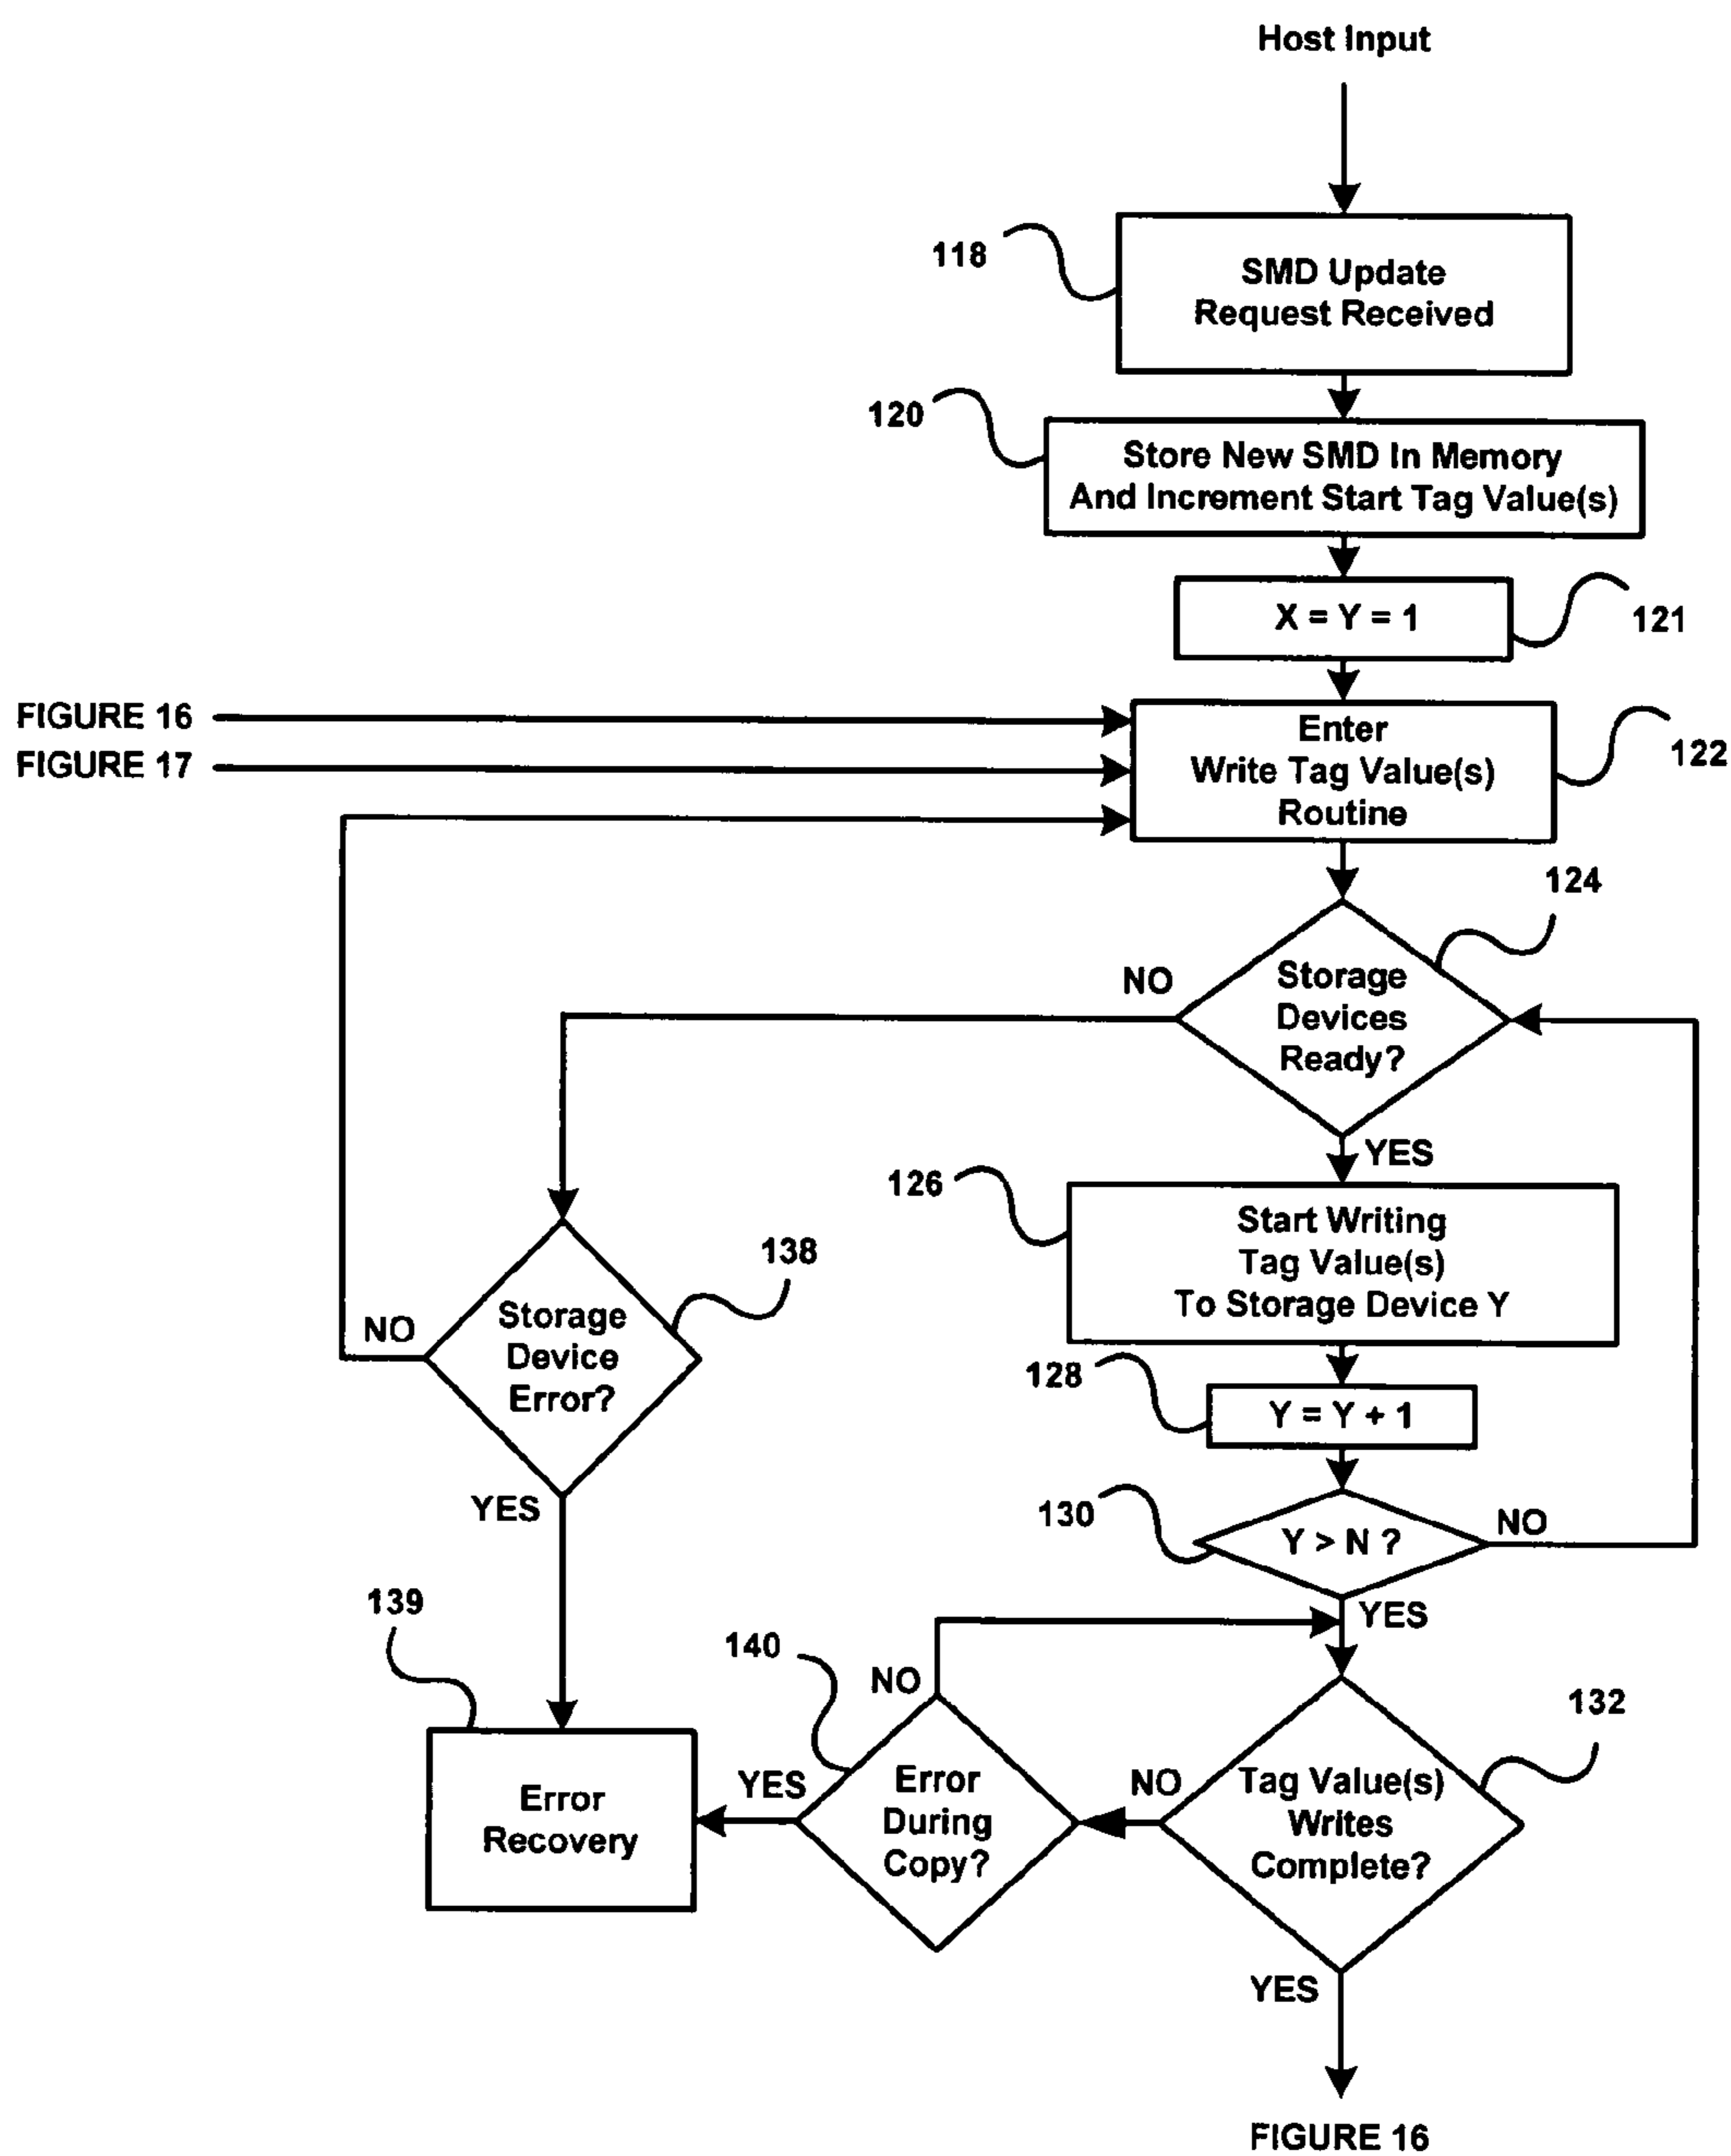 Host Input
118
SMD Update
Request Received
120
Store New SMD In Memory
And Increment Start Tag Value(s)
X = Y = 1
121
FIGURE 16
FIGURE 17
Enter
Write Tag Value(s)
Routine
122
124
NO
Storage
Devices
Ready?
YES
126
Start Writing
Tag Value(s)
To Storage Device Y
138
NO
Storage
Device
Error?
YES
128
Y = Y + 1
130
Y > N ?
NO
YES
139
Error
Recovery
140
NO
YES
Error
During
Copy?
NO
132
Tag Value(s)
Writes
Complete?
YES
FIGURE 16